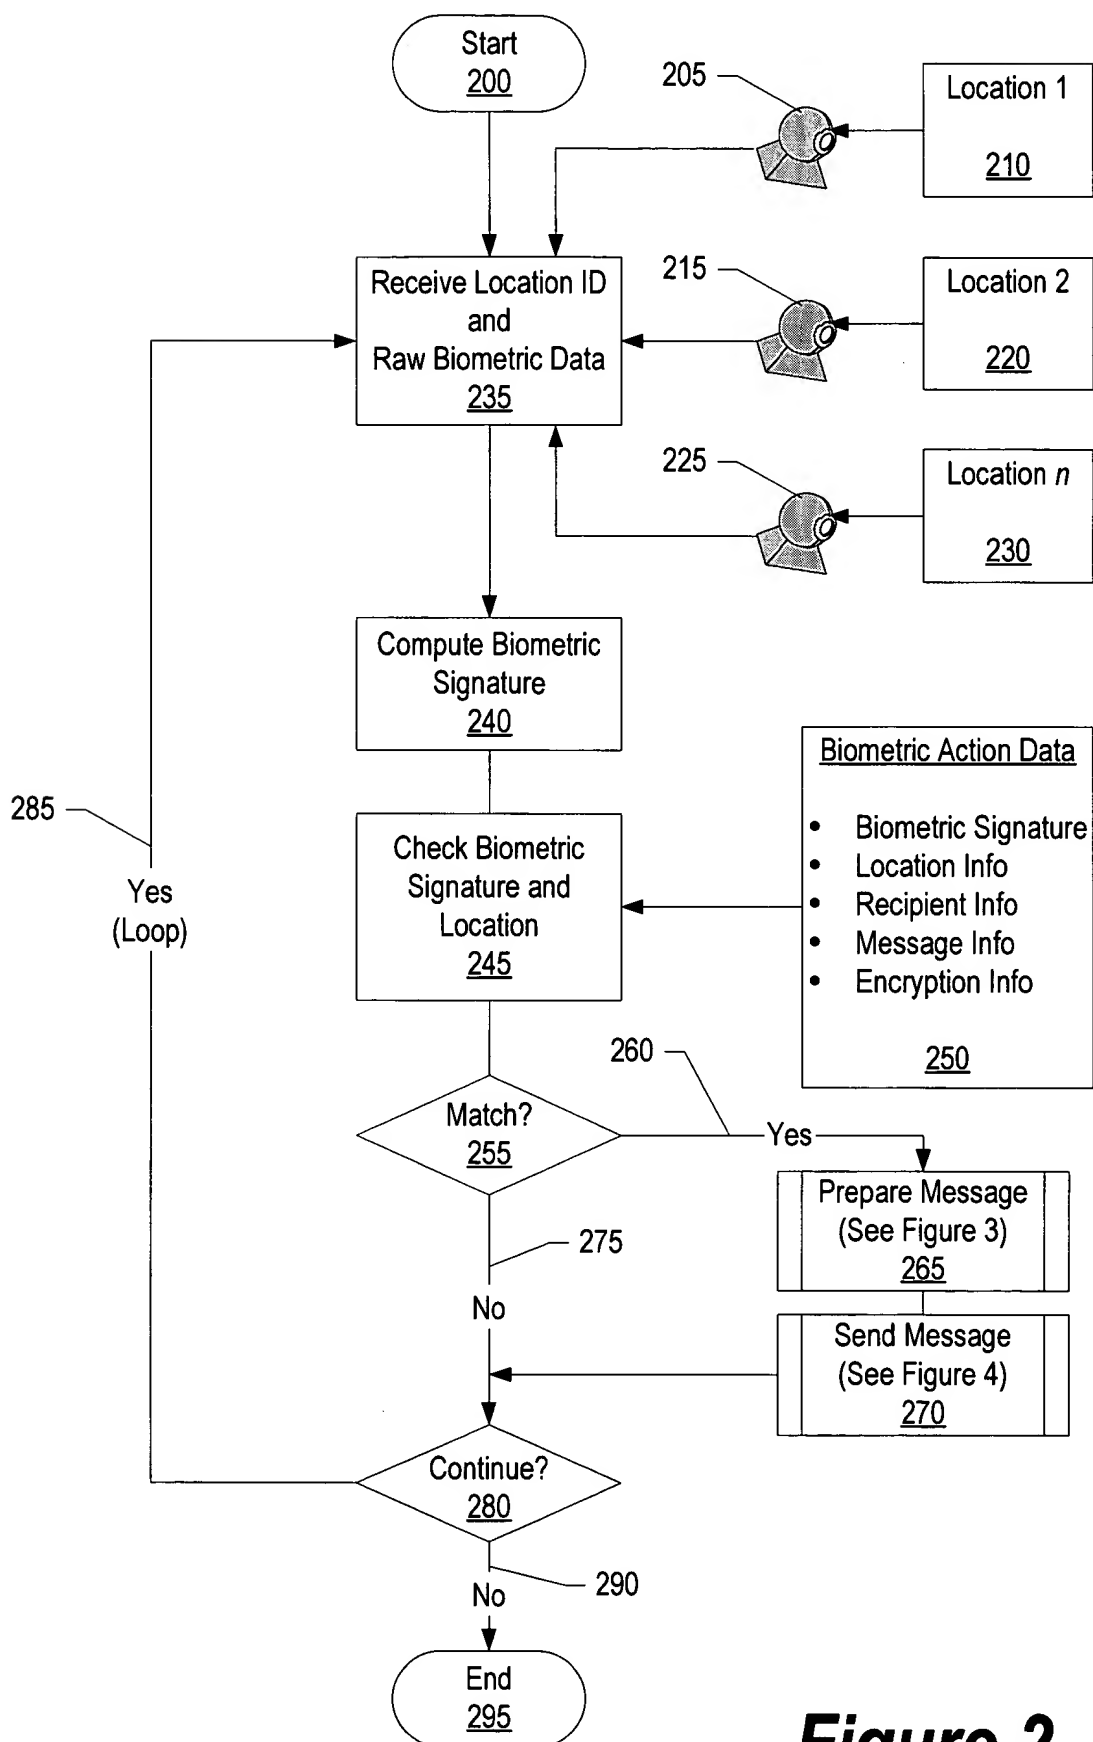 Start
200
205
Location 1
210
Receive Location ID
and
Raw Biometric Data
235
215
Location 2
220
225
Location n
230
Compute Biometric
Signature
240
Biometric Action Data
• Biometric Signature
• Location Info
• Recipient Info
• Message Info
• Encryption Info
250
285
Yes
(Loop)
Check Biometric
Signature and
Location
245
260
Match?
255
Yes
Prepare Message
(See Figure 3)
265
275
No
Send Message
(See Figure 4)
270
Continue?
280
290
No
End
295
Figure 2